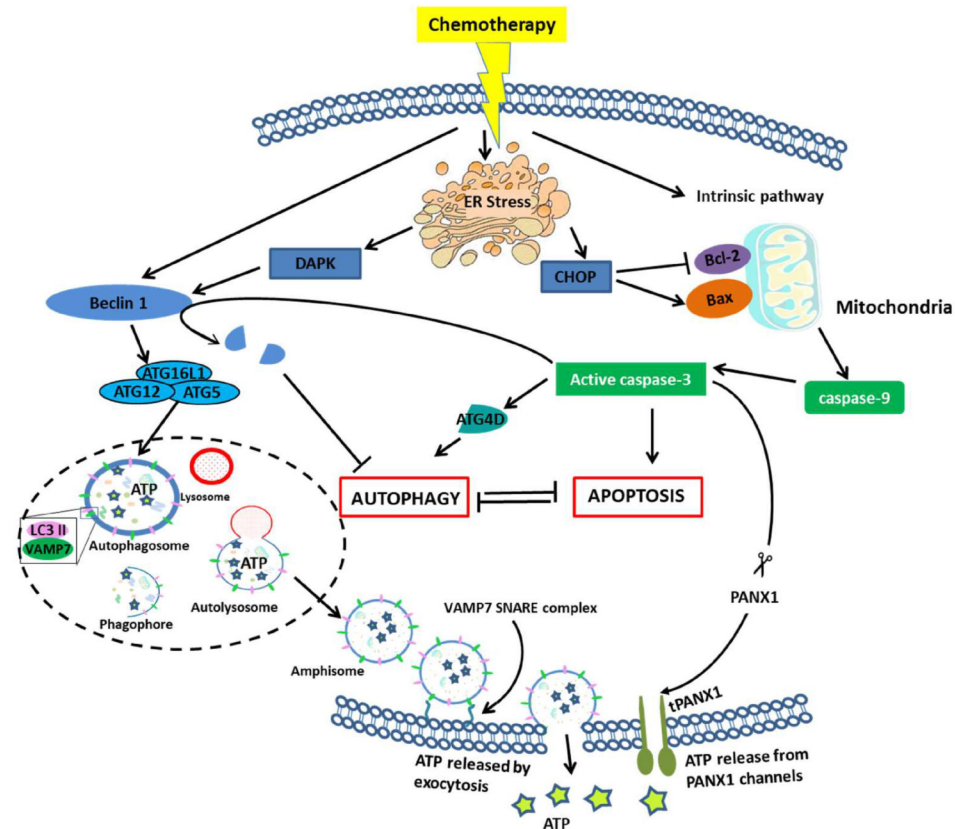 Chemotherapy
ER Stress
Intrinsic pathway
DAPK
CHOP
Bcl-2
Bax
Mitochondria
Beclin 1
ATG16L1
ATG12
ATG5
Active caspase-3
caspase-9
ATG4D
AUTOPHAGY
APOPTOSIS
ATP
Lysosome
LC3 II
VAMP7
Autophagosome
ATP
Autolysosome
Phagophore
VAMP7 SNARE complex
PANX1
Amphisome
tPANX1
ATP released by
exocytosis
ATP release from
PANX1 channels
ATP